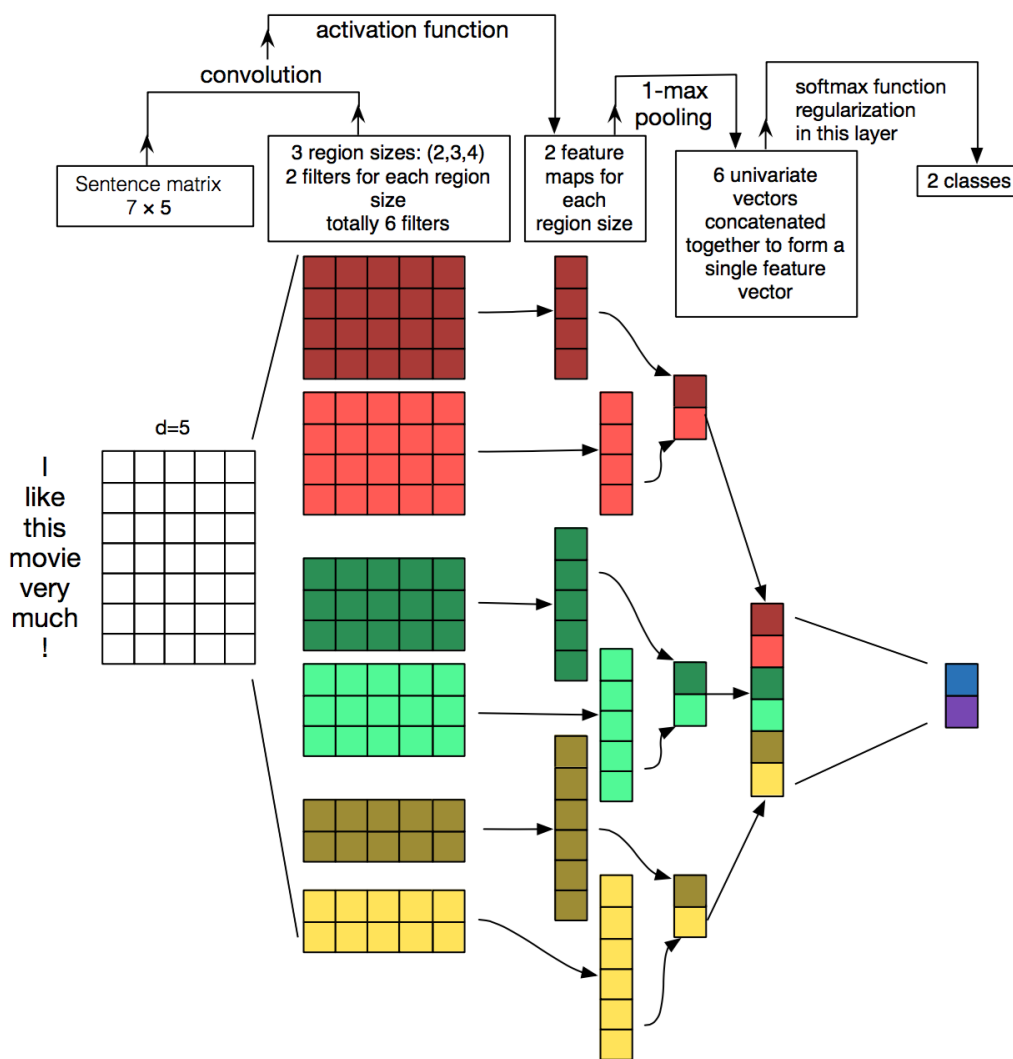 activation function
convolution
1-max
pooling
softmax function
regularization
in this layer
Sentence matrix
7 × 5
3 region sizes: (2,3,4)
2 filters for each region
size
totally 6 filters
2 feature
maps for
each
region size
6 univariate
vectors
concatenated
together to form a
single feature
vector
2 classes
d=5
I
like
this
movie
very
much
!